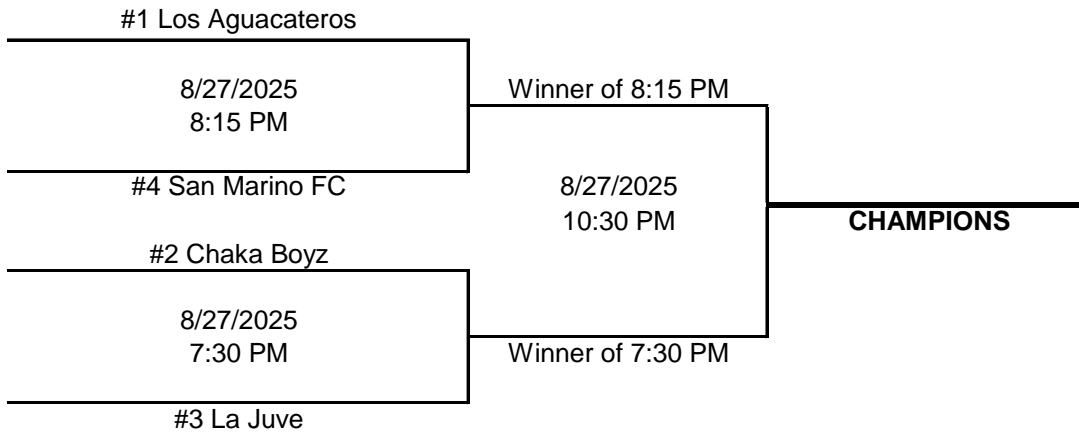 #1 Los Aguacateros
8/27/2025
8:15 PM
Winner of 8:15 PM
#4 San Marino FC
8/27/2025
10:30 PM
CHAMPIONS
#2 Chaka Boyz
8/27/2025
7:30 PM
Winner of 7:30 PM
#3 La Juve